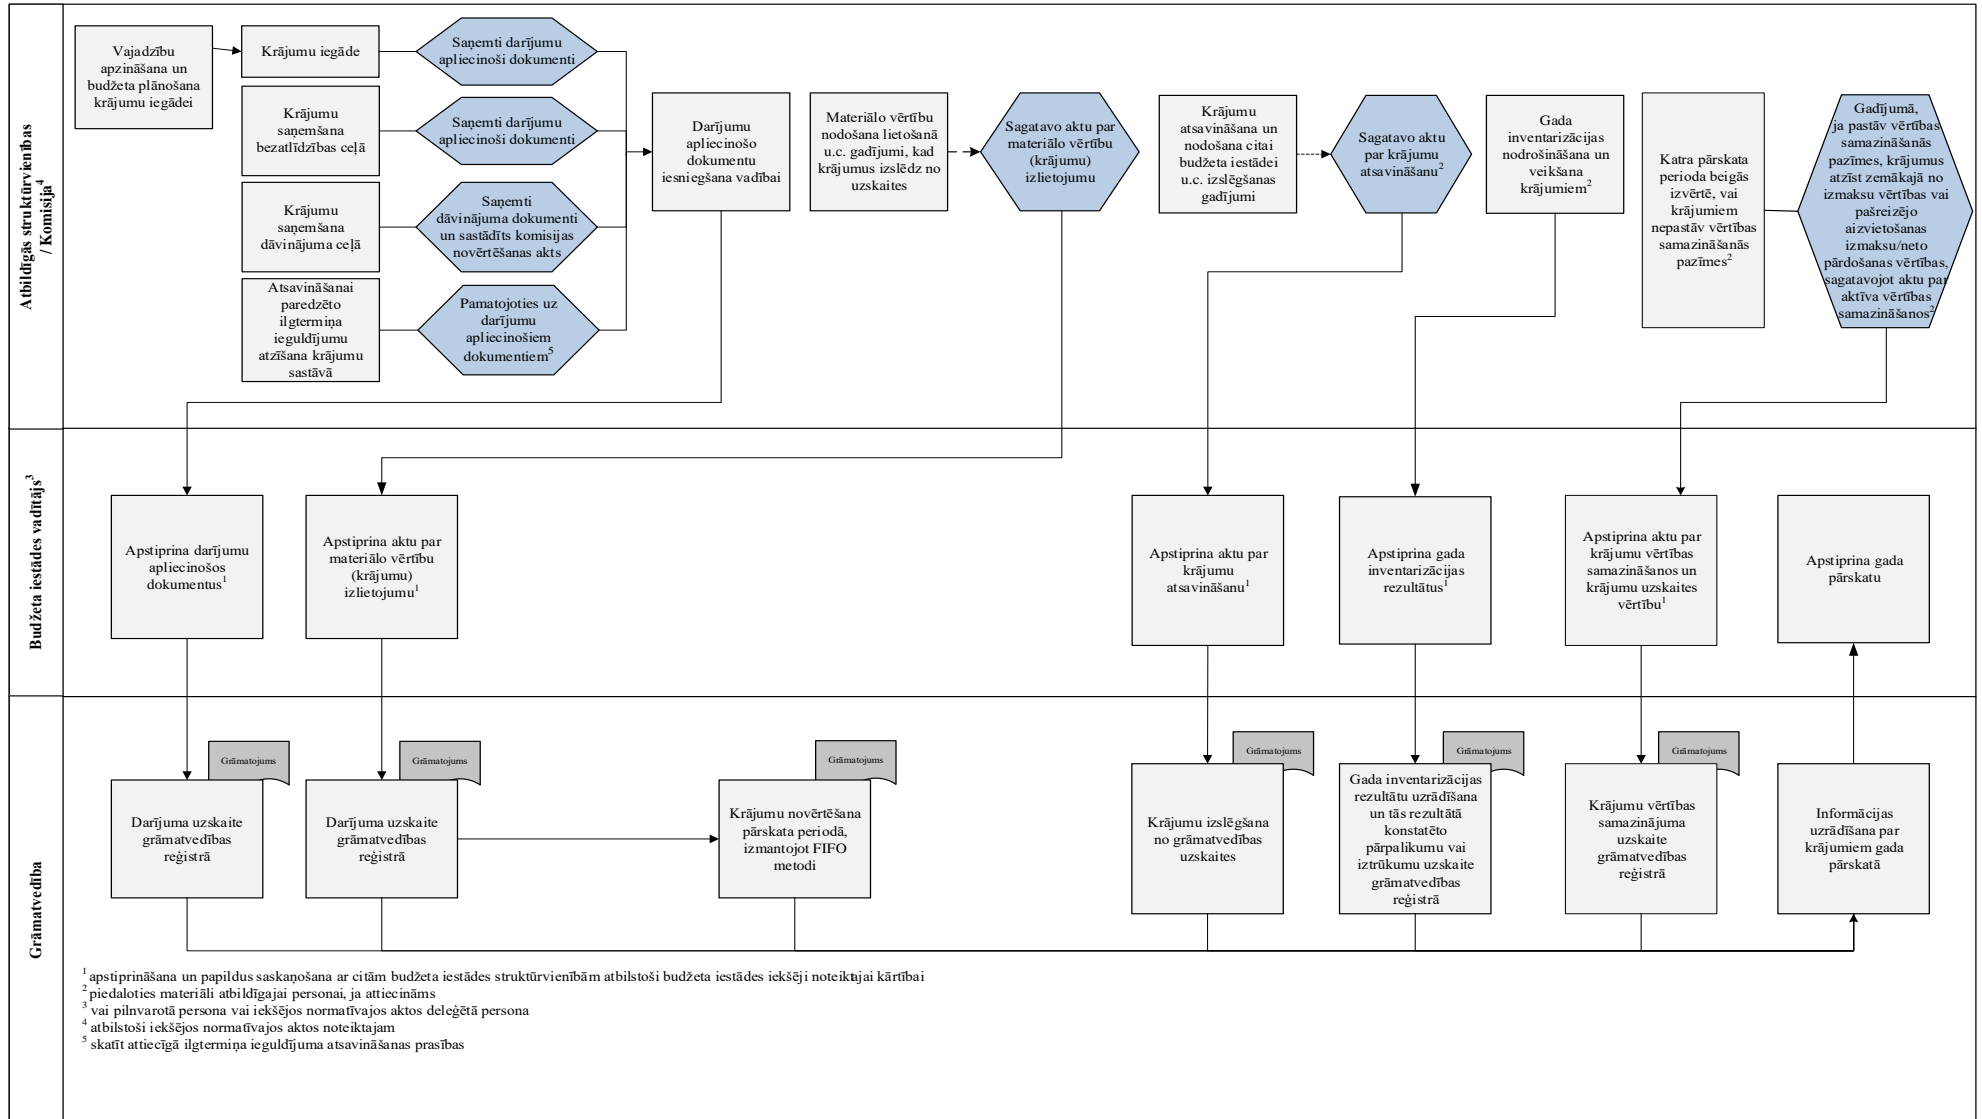 Atbildīgās struktūrvienības
/ Komisija4
Vajadzību
apzināšana un
budžeta plānošana
krājumu iegādei
Krājumu iegāde
Saņemti darījumu
apliecinoši dokumenti
Krājumu
saņemšana
bezatlīdzības ceļā
Saņemti darījumu
apliecinoši dokumenti
Krājumu
saņemšana
dāvinājuma ceļā
Saņemti
dāvinājuma dokumenti
un sastādīts komisijas
novērtēšanas akts
Atsavināšanai
paredzēto
ilgtermiņa
ieguldījumu
atzīšana krājumu
sastāvā
Pamatojoties uz
darījumu
apliecinošiem
dokumentiem5
Darījumu
apliecinošo
dokumentu
iesniegšana vadībai
Materiālo vērtību
nodošana lietošanā
u.c. gadījumi, kad
krājumus izslēdz no
uzskaites
Sagatavo aktu par
materiālo vērtību
(krājumu)
izlietojumu
Krājumu
atsavināšana un
nodošana citai
budžeta iestādei
u.c. izslēgšanas
gadījumi
Sagatavo aktu
par krājumu
atsavināšanu2
Gada
inventarizācijas
nodrošināšana un
veikšana
krājumiem2
Katra pārskata
perioda beigās
izvērtē, vai
krājumiem
nepastāv vērtības
samazināšanās
pazīmes2
Gadījumā,
ja pastāv vērtības
samazināšanās
pazīmes, krājumus
atzīst zemākajā no
izmaksu vērtības vai
pašreizējo
aizvietošanas
izmaksu/neto
pārdošanas vērtības,
sagatavojot aktu par
aktīva vērtības
samazināšanos2
Budžeta iestādes vadītājs3
Apstiprina darījumu
apliecinošos
dokumentus1
Apstiprina aktu par
materiālo vērtību
(krājumu)
izlietojumu1
Apstiprina aktu par
krājumu
atsavināšanu1
Apstiprina gada
inventarizācijas
rezultātus1
Apstiprina aktu par
krājumu vērtības
samazināšanos un
krājumu uzskaites
vērtību1
Apstiprina gada
pārskatu
Grāmatvedība
Grāmatojums
Darījuma uzskaite
grāmatvedības
reģistrā
Grāmatojums
Darījuma uzskaite
grāmatvedības
reģistrā
Grāmatojums
Krājumu novērtēšana
pārskata periodā,
izmantojot FIFO
metodi
Grāmatojums
Krājumu izslēgšana
no grāmatvedības
uzskaites
Grāmatojums
Gada inventarizācijas
rezultātu uzrādīšana
un tās rezultātā
konstatēto
pārpalikumu vai
iztrūkumu uzskaite
grāmatvedības
reģistrā
Grāmatojums
Krājumu vērtības
samazinājuma
uzskaite
grāmatvedības
reģistrā
Informācijas
uzrādīšana par
krājumiem gada
pārskatā
1 apstiprināšana un papildus saskaņošana ar citām budžeta iestādes struktūrvienībām atbilstoši budžeta iestādes iekšēji noteiktajai kārtībai
2 piedaloties materiāli atbildīgajai personai, ja attiecināms
3 vai pilnvarotā persona vai iekšējos normatīvajos aktos deleģētā persona
4 atbilstoši iekšējos normatīvajos aktos noteiktajam
5 skatīt attiecīgā ilgtermiņa ieguldījuma atsavināšanas prasības